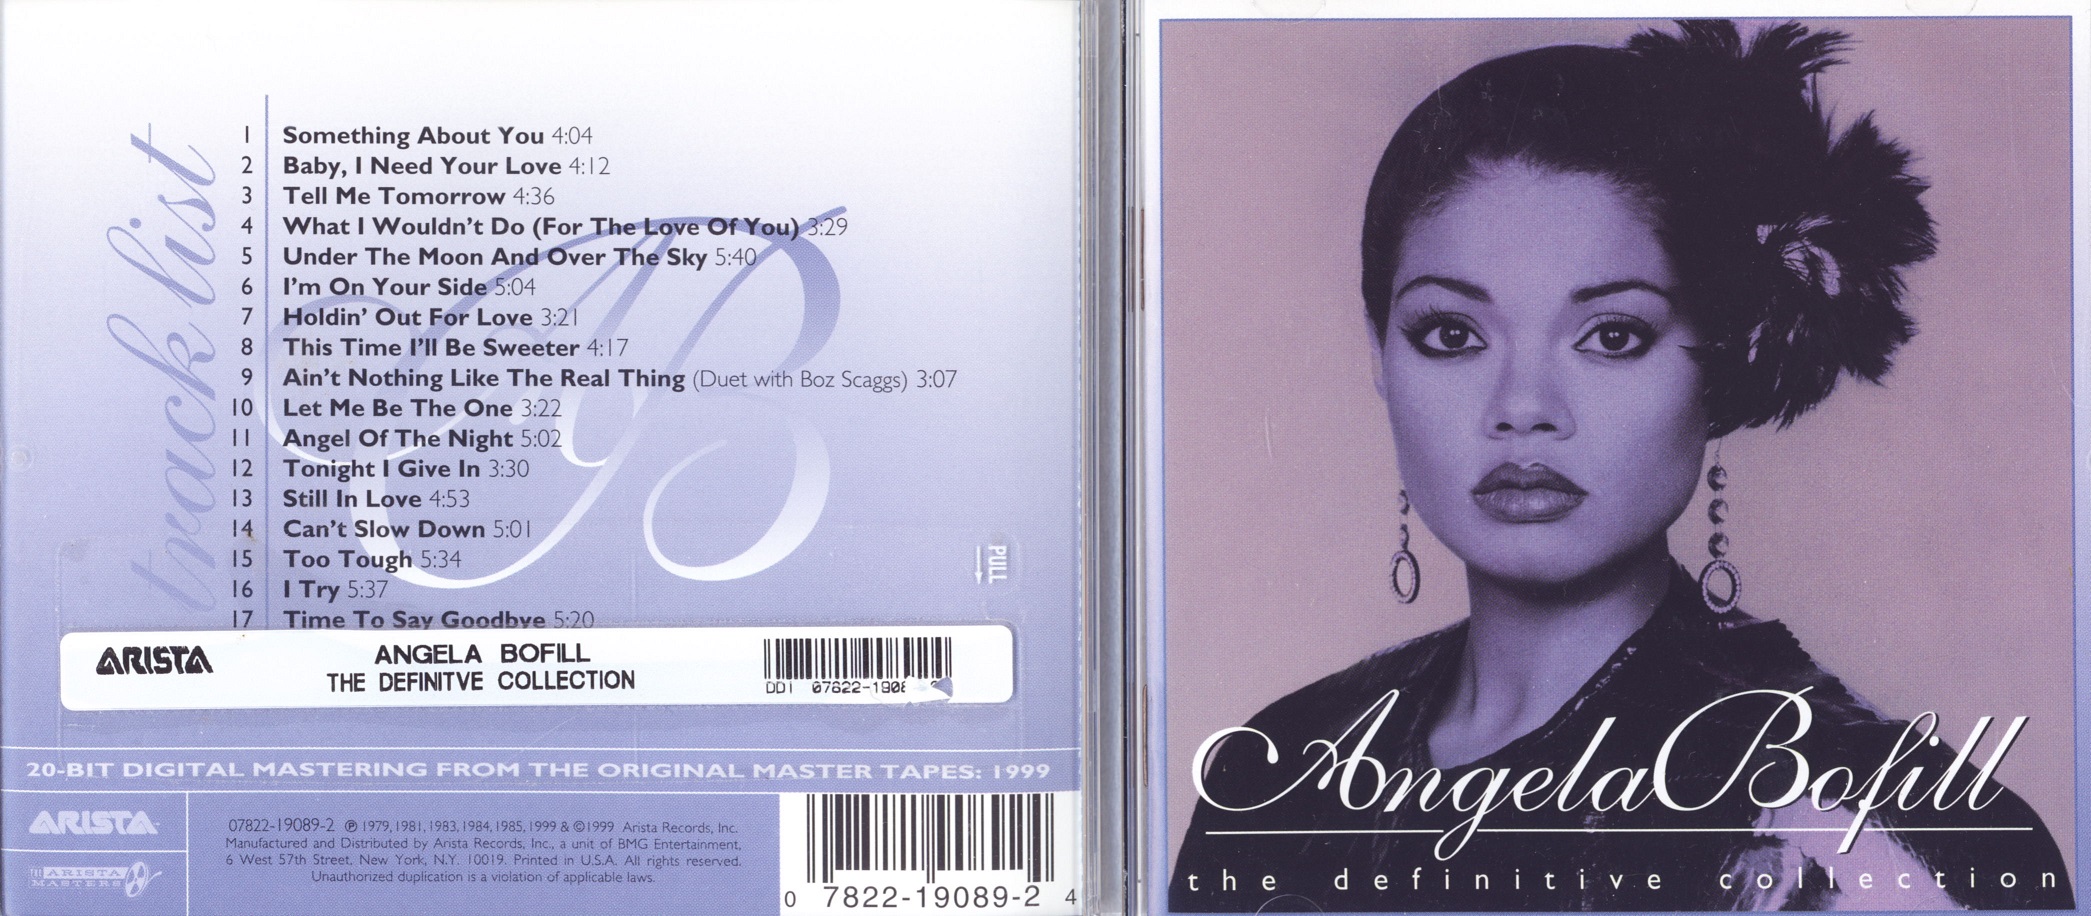 track list
1 Something About You 4:04
2 Baby, I Need Your Love 4:12
3 Tell Me Tomorrow 4:36
4 What I Wouldn't Do (For The Love Of You) 3:29
5 Under The Moon And Over The Sky 5:40
6 I'm On Your Side 5:04
7 Holdin' Out For Love 3:21
8 This Time I'll Be Sweeter 4:17
9 Ain't Nothing Like The Real Thing (Duet with Boz Scaggs) 3:07
10 Let Me Be The One 3:22
11 Angel Of The Night 5:02
12 Tonight I Give In 3:30
13 Still In Love 4:53
14 Can't Slow Down 5:01
15 Too Tough 5:34
16 I Try 5:37
17 Time To Say Goodbye 5:20
AB
PULL
ARISTA
ANGELA BOFILL
THE DEFINITVE COLLECTION
DDI 07822-1908
20-BIT DIGITAL MASTERING FROM THE ORIGINAL MASTER TAPES: 1999
ARISTA
THE ARISTA
MASTERS
07822-19089-2 ℗ 1979, 1981, 1983, 1984, 1985, 1999 & ©1999 Arista Records, Inc.
Manufactured and Distributed by Arista Records, Inc., a unit of BMG Entertainment,
6 West 57th Street, New York, N.Y. 10019. Printed in U.S.A. All rights reserved.
Unauthorized duplication is a violation of applicable laws.
0 7822-19089-2 4
Angela Bofill
the definitive collection